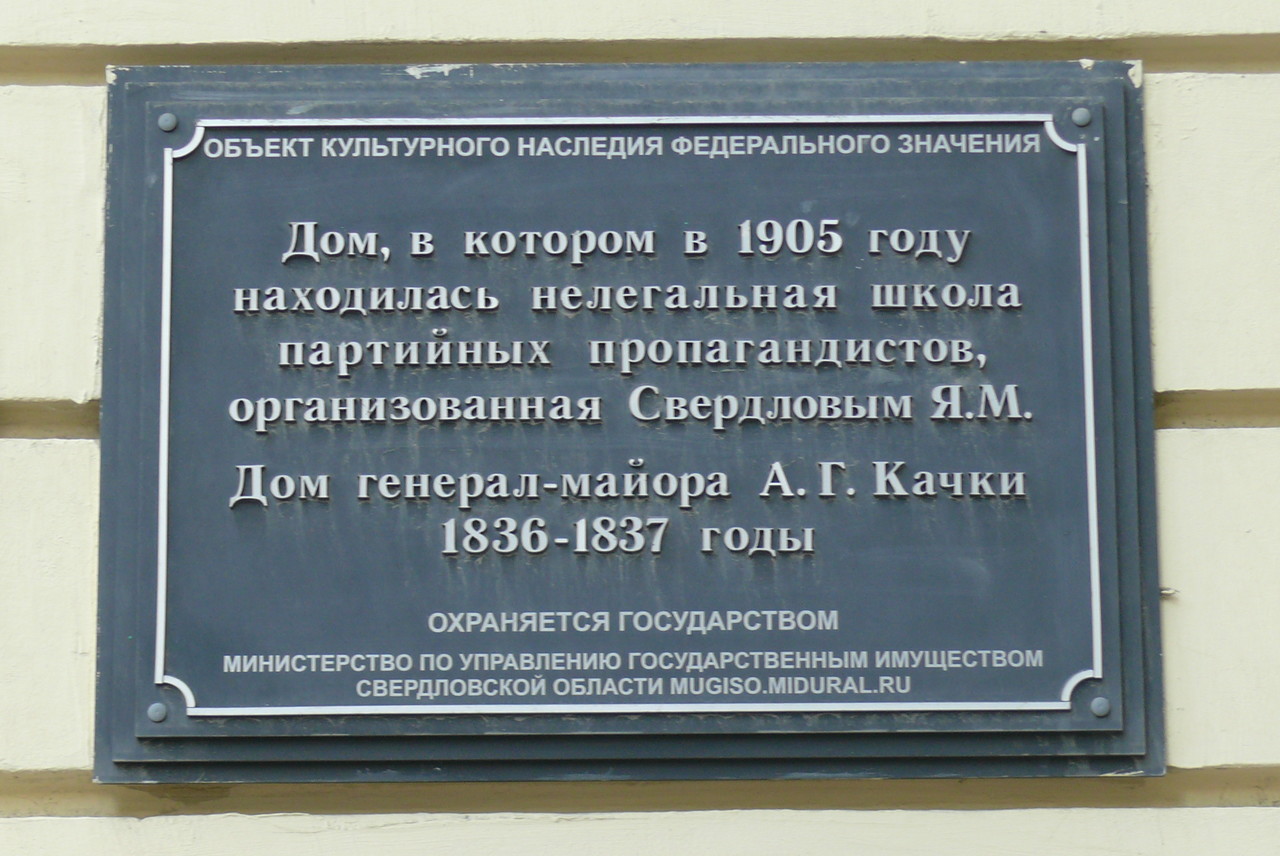 ОБЪЕКТ КУЛЬТУРНОГО НАСЛЕДИЯ ФЕДЕРАЛЬНОГО ЗНАЧЕНИЯ
Дом, в котором в 1905 году
находилась нелегальная школа
партийных пропагандистов,
организованная Свердловым Я.М.
Дом генерал-майора А.Г. Качки
1836-1837 годы
ОХРАНЯЕТСЯ ГОСУДАРСТВОМ
МИНИСТЕРСТВО ПО УПРАВЛЕНИЮ ГОСУДАРСТВЕННЫМ ИМУЩЕСТВОМ
СВЕРДЛОВСКОЙ ОБЛАСТИ MUGISO.MIDURAL.RU